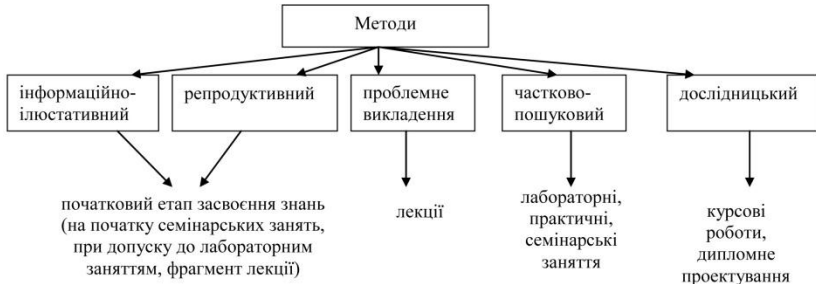 Методи
інформаційно-
ілюстативний
репродуктивний
проблемне
викладення
частково-
пошуковий
дослідницький
початковий етап засвоєння знань
(на початку семінарських занять,
при допуску до лабораторним
заняттям, фрагмент лекції)
лекції
лабораторні,
практичні,
семінарські
заняття
курсові
роботи,
дипломне
проектування